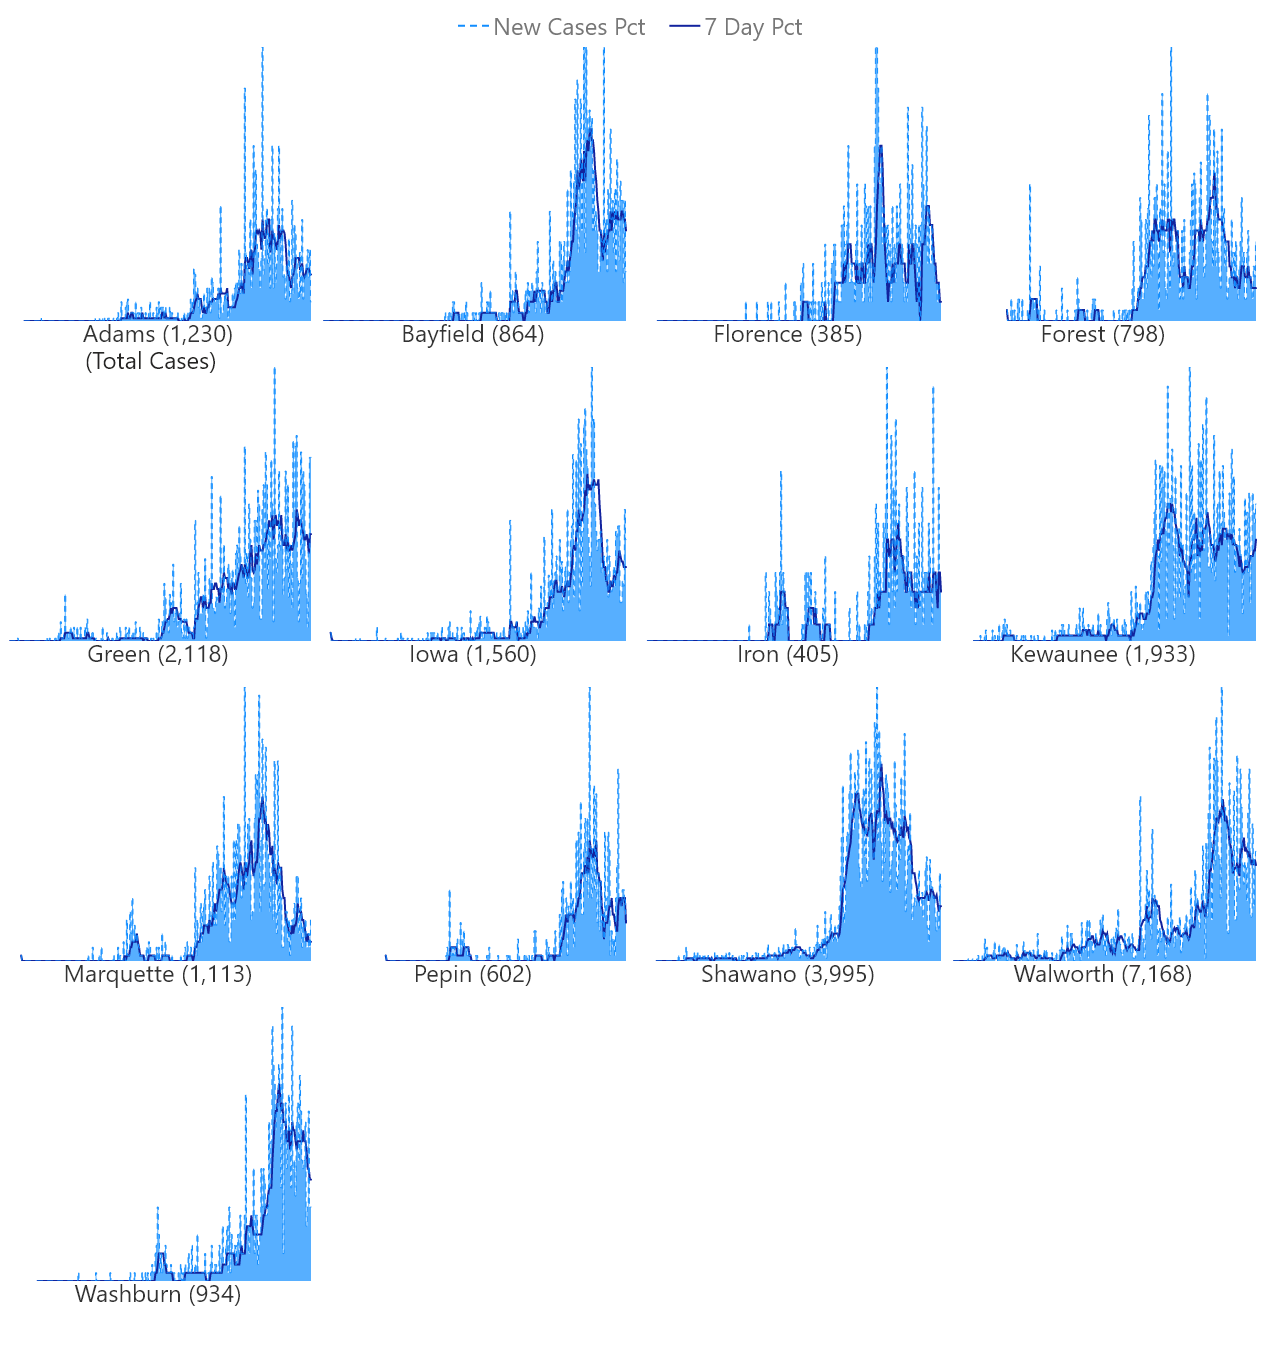 New Cases Pct 7 Day Pct
Adams (1,230) Bayfield (864) Florence (385) Forest (798)
(Total Cases)
Green (2,118) Iowa (1,560) Iron (405) Kewaunee (1,933)
Marquette (1,113) Pepin (602) Shawano (3,995) Walworth (7,168)
Washburn (934)